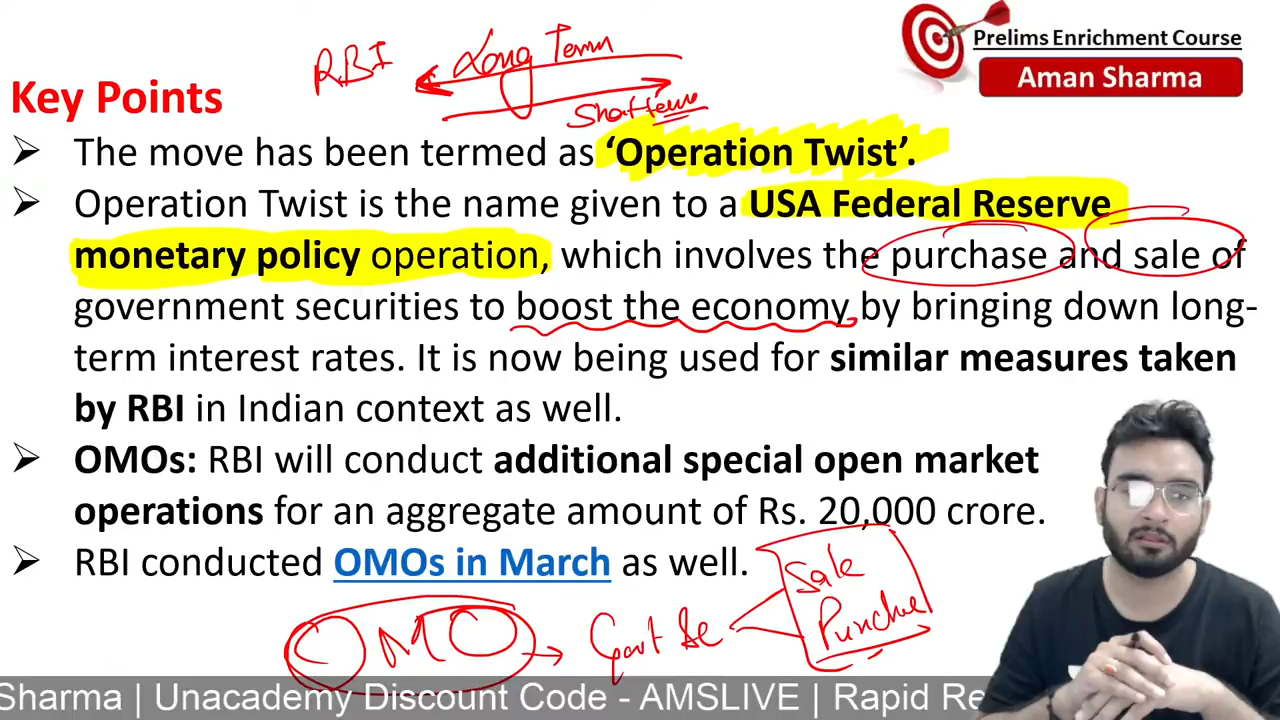 Prelims Enrichment Course
Aman Sharma
RBI
Long Term
Short term
Key Points
➢ The move has been termed as ‘Operation Twist’.
➢ Operation Twist is the name given to a USA Federal Reserve
monetary policy operation, which involves the purchase and sale of
government securities to boost the economy by bringing down long-
term interest rates. It is now being used for similar measures taken
by RBI in Indian context as well.
➢ OMOs: RBI will conduct additional special open market
operations for an aggregate amount of Rs. 20,000 crore.
➢ RBI conducted OMOs in March as well.
Sale
Purchase
OMO
Govt Se
Sharma | Unacademy Discount Code - AMSLIVE | Rapid Re